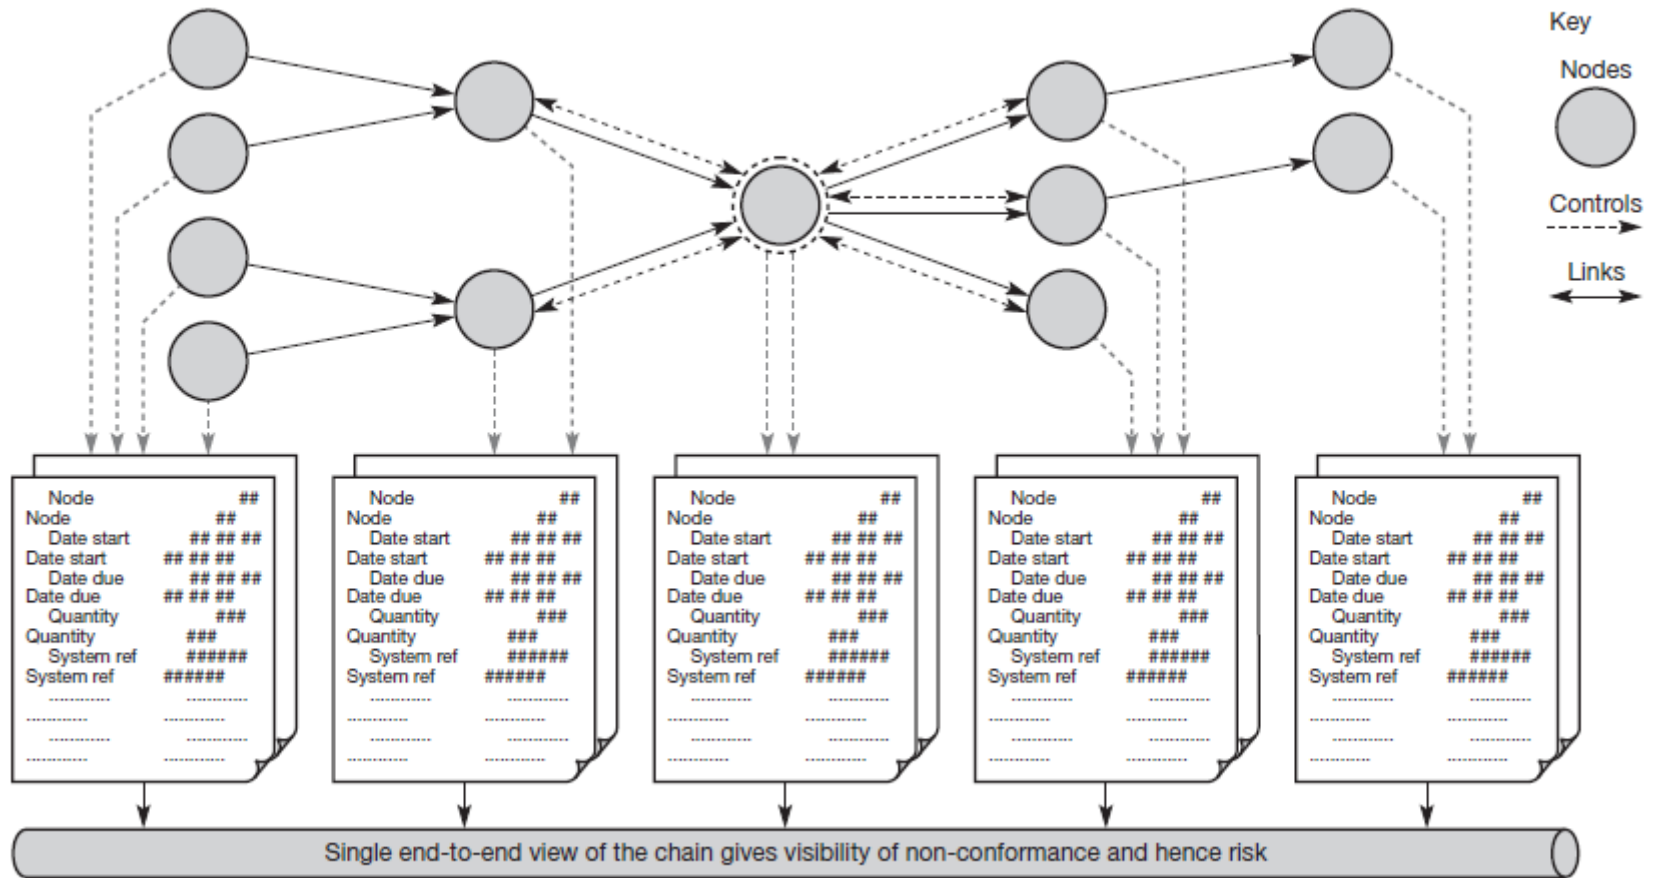 Key
Nodes
Controls
Links
Node ##
Node ##
Date start ## ## ##
Date start ## ## ##
Date due ## ## ##
Date due ## ## ##
Quantity ###
Quantity ###
System ref ######
System ref ######
Node ##
Node ##
Date start ## ## ##
Date start ## ## ##
Date due ## ## ##
Date due ## ## ##
Quantity ###
Quantity ###
System ref ######
System ref ######
Node ##
Node ##
Date start ## ## ##
Date start ## ## ##
Date due ## ## ##
Date due ## ## ##
Quantity ###
Quantity ###
System ref ######
System ref ######
Node ##
Node ##
Date start ## ## ##
Date start ## ## ##
Date due ## ## ##
Date due ## ## ##
Quantity ###
Quantity ###
System ref ######
System ref ######
Node ##
Node ##
Date start ## ## ##
Date start ## ## ##
Date due ## ## ##
Date due ## ## ##
Quantity ###
Quantity ###
System ref ######
System ref ######
Single end-to-end view of the chain gives visibility of non-conformance and hence risk